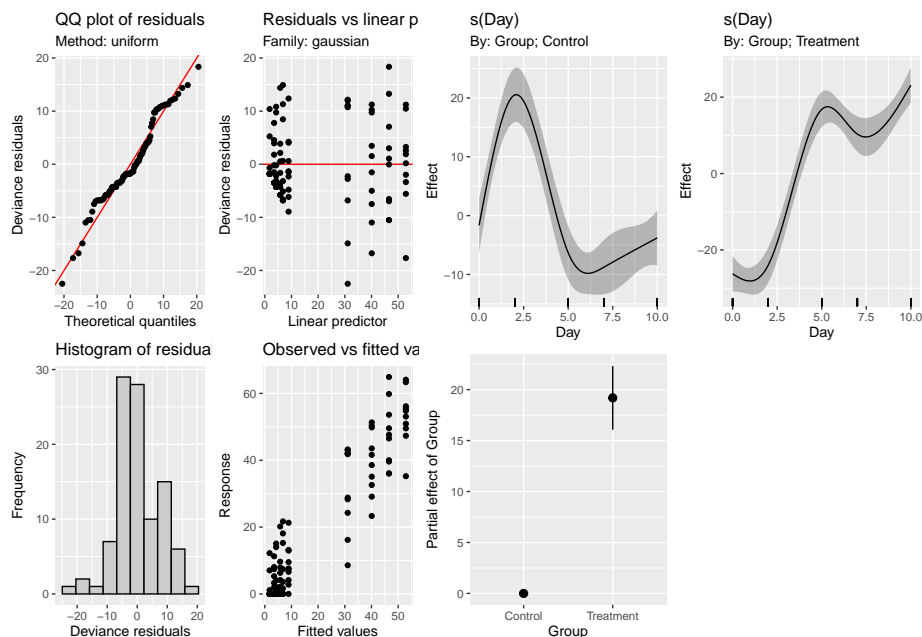 QQ plot of residuals
Method: uniform
Deviance residuals
20
10
0
−10
−20
−20 −10 0 10 20
Theoretical quantiles
Residuals vs linear p
Family: gaussian
Deviance residuals
20
10
0
−10
−20
0 10 20 30 40 50
Linear predictor
s(Day)
By: Group; Control
Effect
20
10
0
−10
0.0 2.5 5.0 7.5 10.0
Day
s(Day)
By: Group; Treatment
Effect
20
0
−20
0.0 2.5 5.0 7.5 10.0
Day
Histogram of residual
Frequency
30
20
10
0
−20 −10 0 10 20
Deviance residuals
Observed vs fitted va
Response
60
40
20
0
0 10 20 30 40 50
Fitted values
Partial effect of Group
20
15
10
5
0
Control Treatment
Group